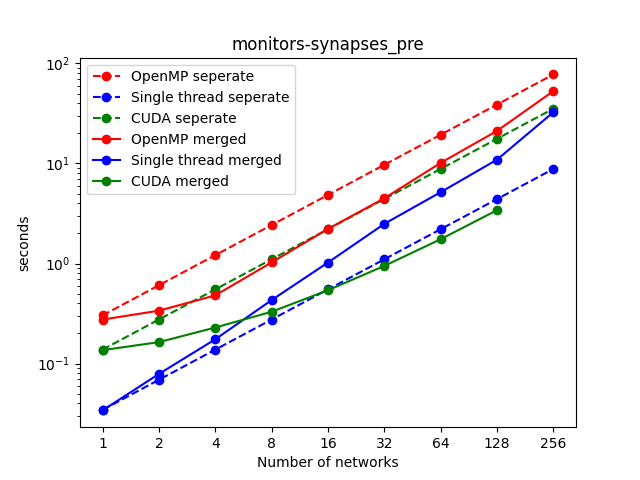 monitors-synapses_pre
OpenMP seperate
Single thread seperate
CUDA seperate
OpenMP merged
Single thread merged
CUDA merged
10²
10¹
10⁰
10⁻¹
seconds
1 2 4 8 16 32 64 128 256
Number of networks